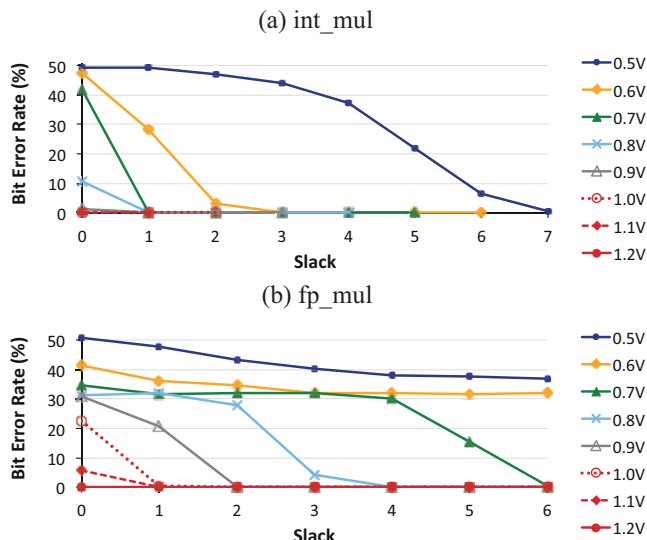 (a) int_mul
Bit Error Rate (%)
50
40
30
20
10
0
0 1 2 3 4 5 6 7
Slack
0.5V
0.6V
0.7V
0.8V
0.9V
1.0V
1.1V
1.2V
(b) fp_mul
Bit Error Rate (%)
50
40
30
20
10
0
0 1 2 3 4 5 6
Slack
0.5V
0.6V
0.7V
0.8V
0.9V
1.0V
1.1V
1.2V